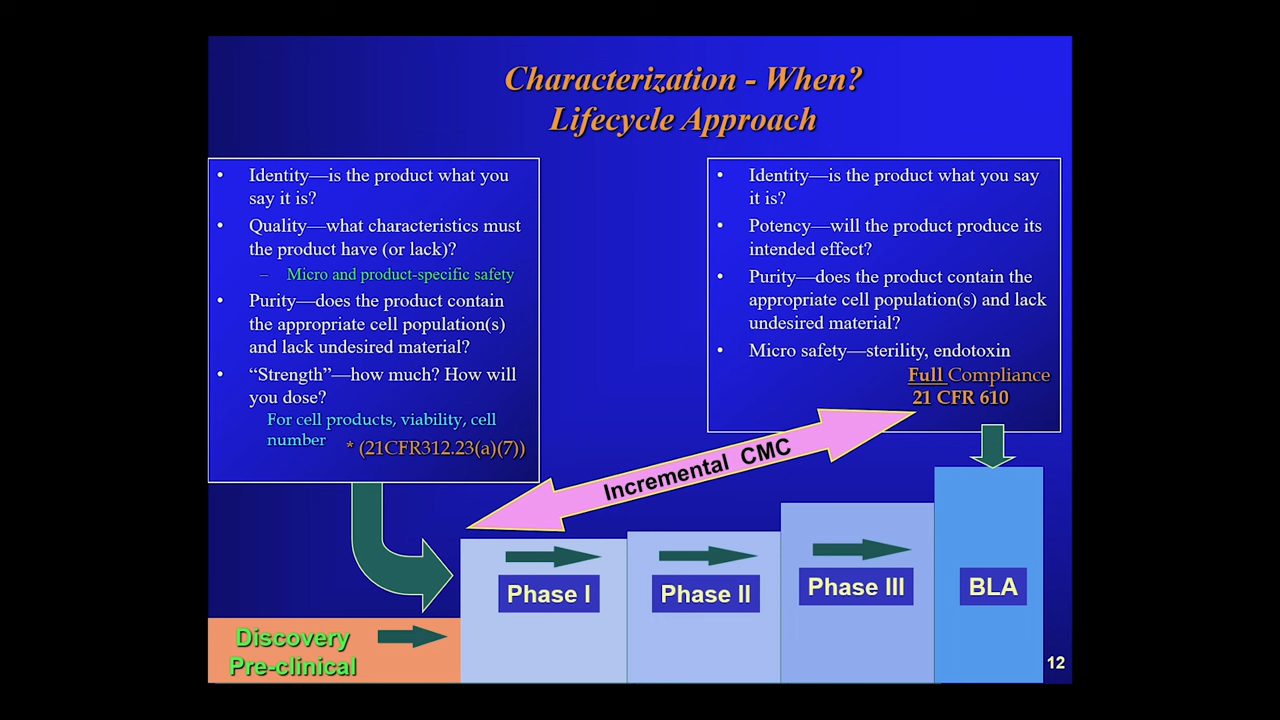 Characterization - When?
Lifecycle Approach
• Identity—is the product what you
say it is?
• Quality—what characteristics must
the product have (or lack)?
– Micro and product-specific safety
• Purity—does the product contain
the appropriate cell population(s)
and lack undesired material?
• “Strength”—how much? How will
you dose?
For cell products, viability, cell
number
* (21CFR312.23(a)(7))
• Identity—is the product what you say
it is?
• Potency—will the product produce its
intended effect?
• Purity—does the product contain the
appropriate cell population(s) and lack
undesired material?
• Micro safety—sterility, endotoxin
Full Compliance
21 CFR 610
Incremental CMC
Discovery
Pre-clinical
Phase I
Phase II
Phase III
BLA
12